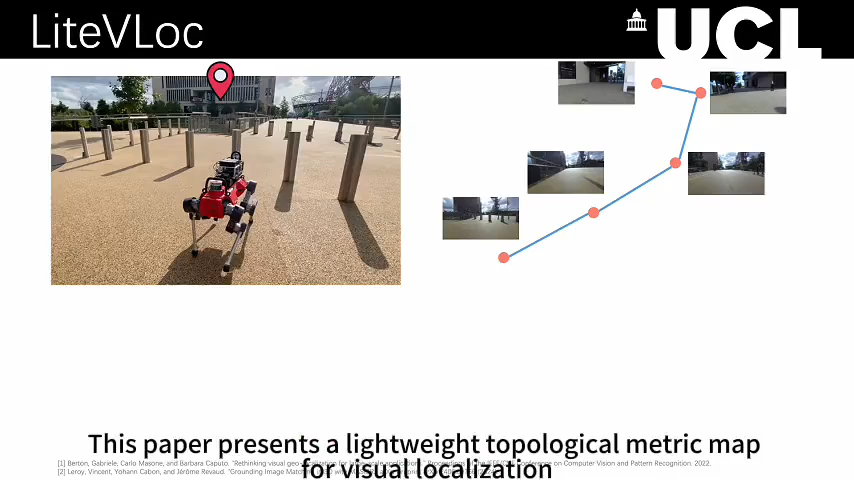 LiteVLoc
UCL
This paper presents a lightweight topological metric map
for visual localization
[1] Berton, Gabriele, Carlo Masone, and Barbara Caputo. "Rethinking visual geo-localization for large-scale applications." Proceedings of the IEEE/CVF Conference on Computer Vision and Pattern Recognition. 2022.
[2] Leroy, Vincent, Yohann Cabon, and Jérôme Revaud. "Grounding Image Matching in 3D with